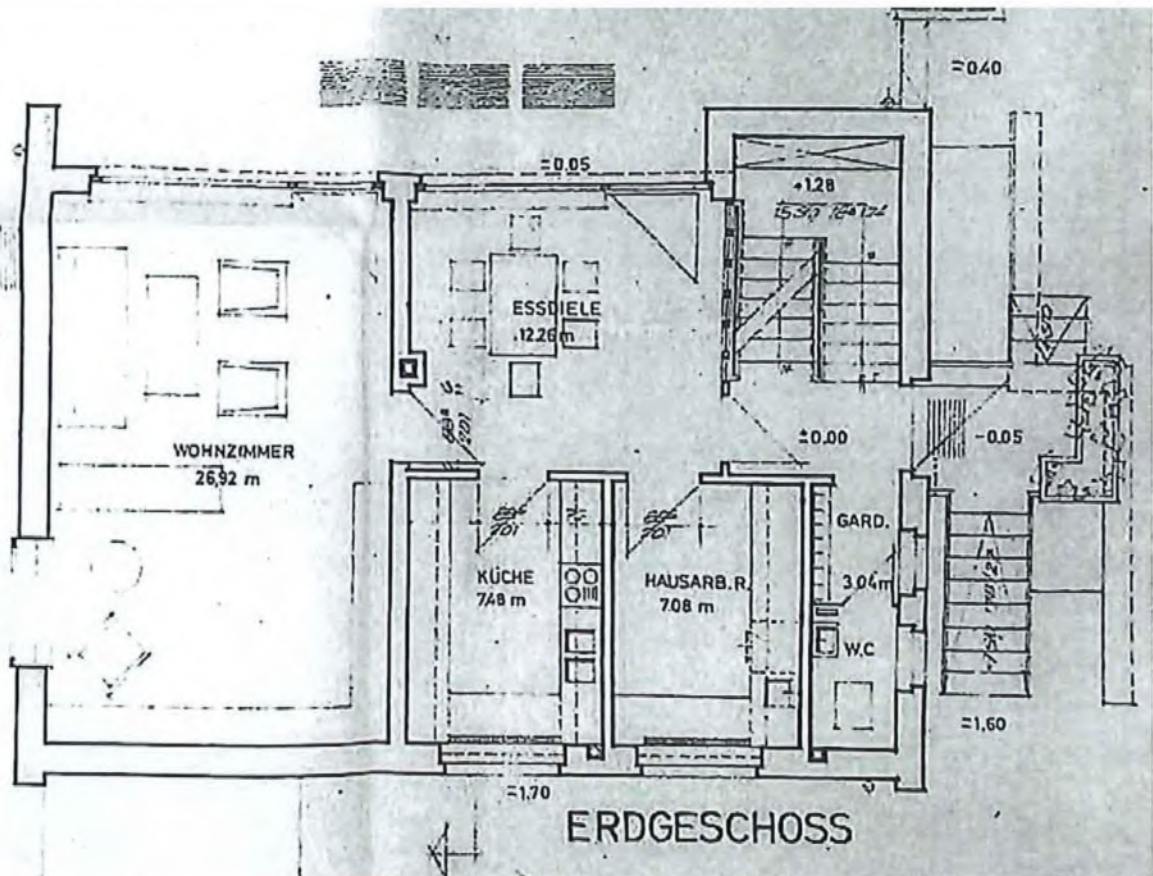 =0.40
=0.05
+1.28
ESSDIELE
12.26 m
WOHNZIMMER
26,92 m
±0.00
-0.05
GARD.
3.04m
KÜCHE
7.48 m
HAUSARB.R.
7.08 m
W.C
=1,60
=1.70
ERDGESCHOSS